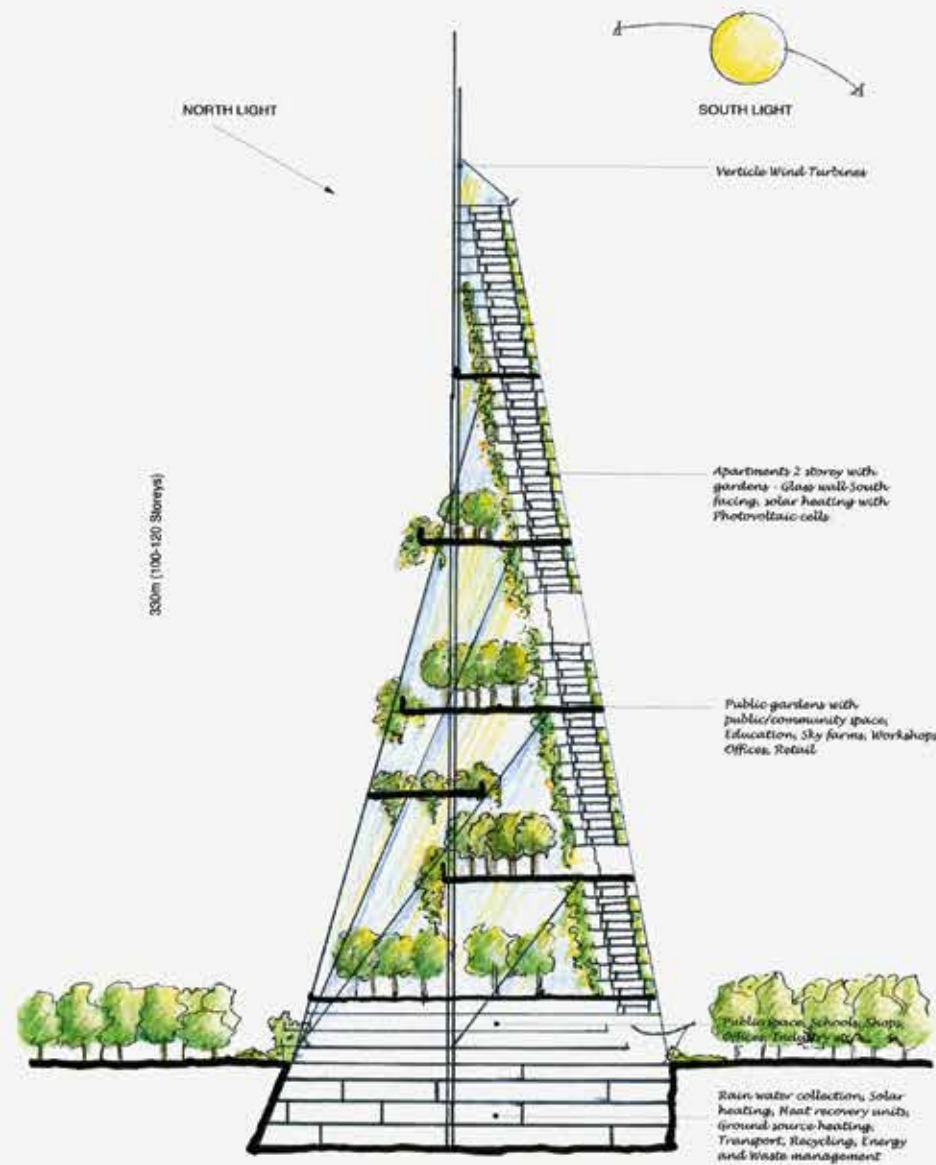 NORTH LIGHT
SOUTH LIGHT
Verticle Wind Turbines
330m (100-120 Storeys)
Apartments 2 storey with
gardens - Glass wall South
facing, solar heating with
Photovoltaic cells
Public gardens with
public/community space,
Education, Sky farms, Workshops
Offices, Retail
Public space, Schools, Shops,
Offices, Industry
Rain water collection, Solar
heating, Heat recovery units,
Ground source heating,
Transport, Recycling, Energy
and Waste management